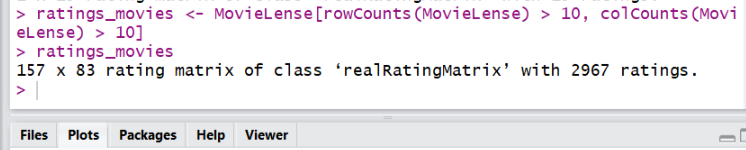 > ratings_movies <- MovieLense[rowCounts(MovieLense) > 10, colCounts(Movi
eLense) > 10]
> ratings_movies
157 x 83 rating matrix of class ‘realRatingMatrix’ with 2967 ratings.
>
Files Plots Packages Help Viewer